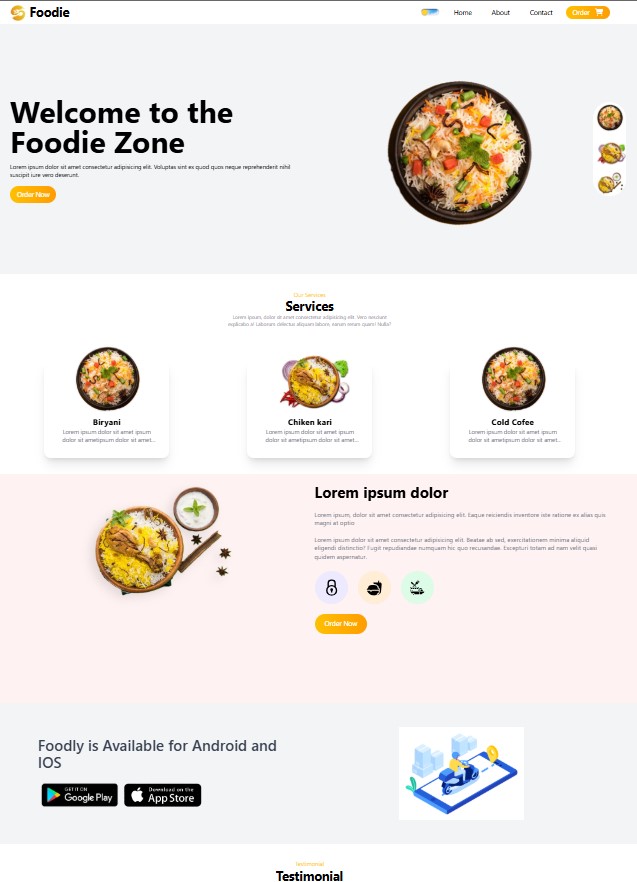 Foodie
Home About Contact Order
Welcome to the
Foodie Zone
Lorem ipsum dolor sit amet consectetur adipisicing elit. Voluptas sint ex quod quos neque reprehenderit nihil
suscipit iure vero deserunt.
Order Now
Our Services
Services
Lorem ipsum, dolor sit amet consectetur adipisicing elit. Vero sesciunt
explicabo a! Laborum delectus aliquam labore, harum rerum quam! Nulla?
Biryani
Lorem ipsum dolor sit amet ipsum
dolor sit ametipsum dolor sit amet...
Chiken kari
Lorem ipsum dolor sit amet ipsum
dolor sit ametipsum dolor sit amet...
Cold Cofee
Lorem ipsum dolor sit amet ipsum
dolor sit ametipsum dolor sit amet...
Lorem ipsum dolor
Lorem ipsum, dolor sit amet consectetur adipisicing elit. Eaque reiciendis inventore iste ratione ex alias quis
magni at optio
Lorem ipsum dolor sit amet consectetur adipisicing elit. Beatae ab sed, exercitationem minima aliquid
eligendi distinctio? Fugit repudiandae numquam hic quo recusandae. Excepturi totam ad nam velit quasi
quidem aspernatur.
Order Now
Foodly is Available for Android and
IOS
GET IT ON
Google Play
Download on the
App Store
Testimonial
Testimonial